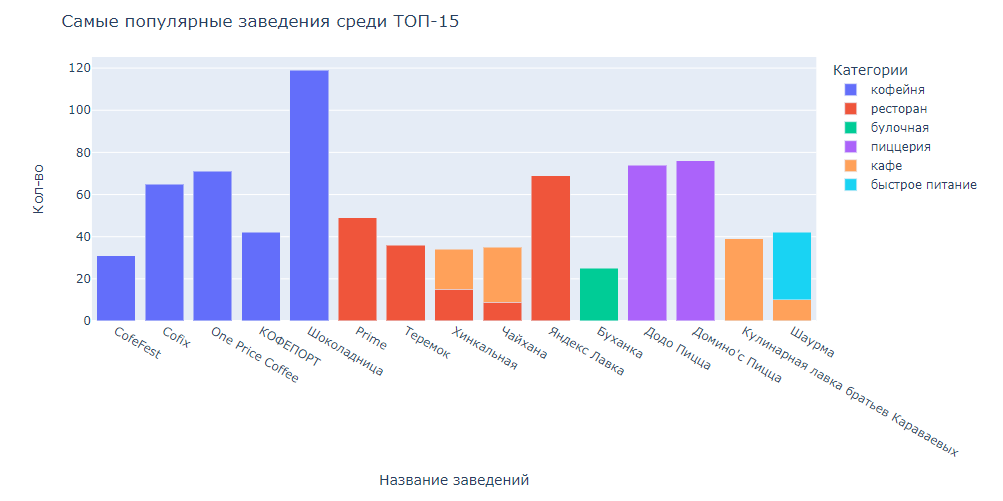 Самые популярные заведения среди ТОП-15
Категории
кофейня
ресторан
булочная
пиццерия
кафе
быстрое питание
Кол-во
120
100
80
60
40
20
0
CofeFest
Cofix
One Price Coffee
КОФЕПОРТ
Шоколадница
Prime
Теремок
Хинкальная
Чайхана
Яндекс Лавка
Буханка
Додо Пицца
Домино'с Пицца
Кулинарная лавка братьев Караваевых
Шаурма
Название заведений